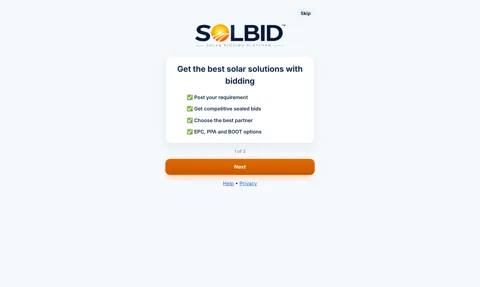 Skip
SOLBID™
SOLAR BIDDING PLATFORM
Get the best solar solutions with
bidding
✅ Post your requirement
✅ Get competitive sealed bids
✅ Choose the best partner
✅ EPC, PPA and BOOT options
1 of 3
Next
Help • Privacy